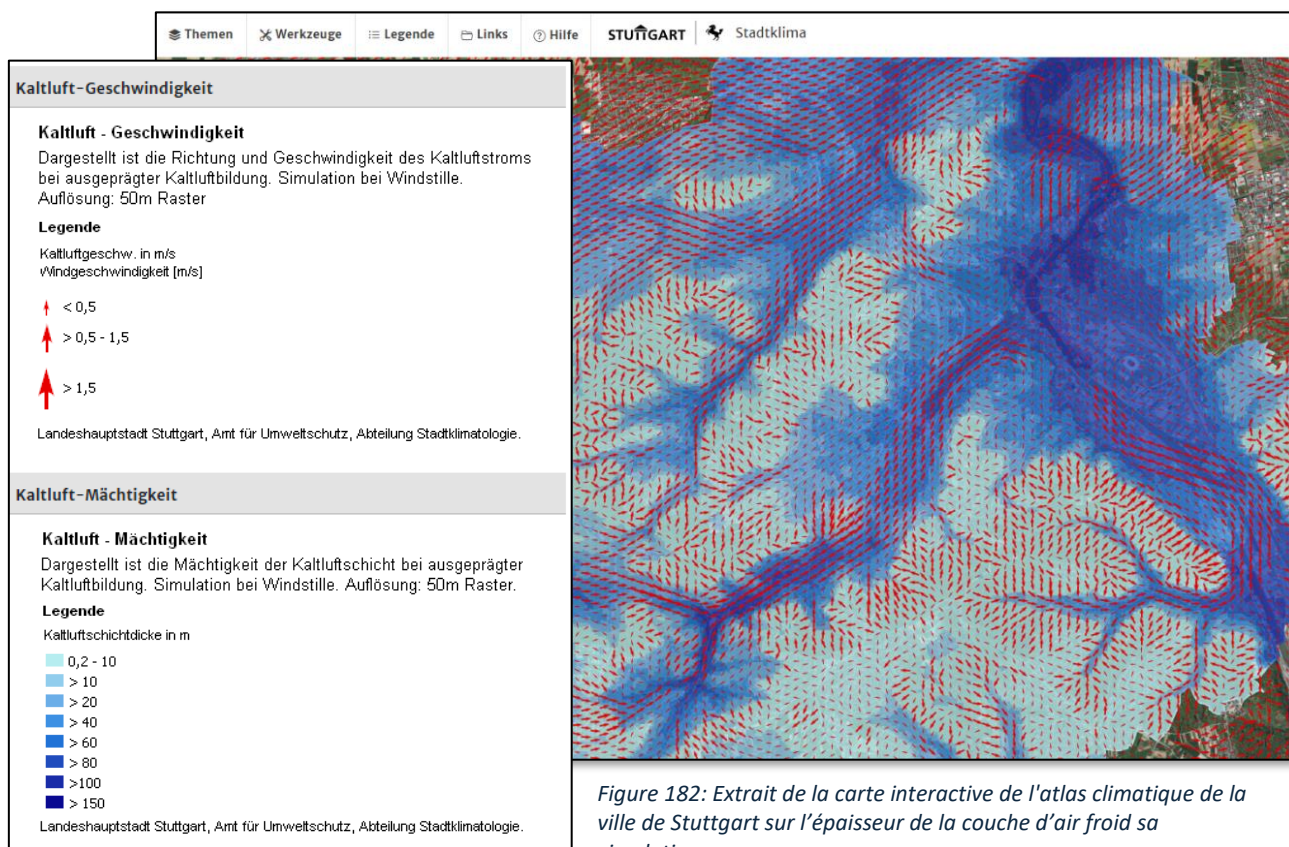 Themen Werkzeuge Legende Links Hilfe STUTTGART Stadtklima
Kaltluft-Geschwindigkeit
Kaltluft - Geschwindigkeit
Dargestellt ist die Richtung und Geschwindigkeit des Kaltluftstroms
bei ausgeprägter Kaltluftbildung. Simulation bei Windstille.
Auflösung: 50m Raster
Legende
Kaltluftgeschw. in m/s
Windgeschwindigkeit [m/s]
< 0,5
> 0,5 - 1,5
> 1,5
Landeshauptstadt Stuttgart, Amt für Umweltschutz, Abteilung Stadtklimatologie.
Kaltluft-Mächtigkeit
Kaltluft - Mächtigkeit
Dargestellt ist die Mächtigkeit der Kaltluftschicht bei ausgeprägter
Kaltluftbildung. Simulation bei Windstille. Auflösung: 50m Raster.
Legende
Kaltluftschichtdicke in m
0,2 - 10
> 10
> 20
> 40
> 60
> 80
>100
> 150
Landeshauptstadt Stuttgart, Amt für Umweltschutz, Abteilung Stadtklimatologie.
Figure 182: Extrait de la carte interactive de l'atlas climatique de la
ville de Stuttgart sur l’épaisseur de la couche d’air froid sa